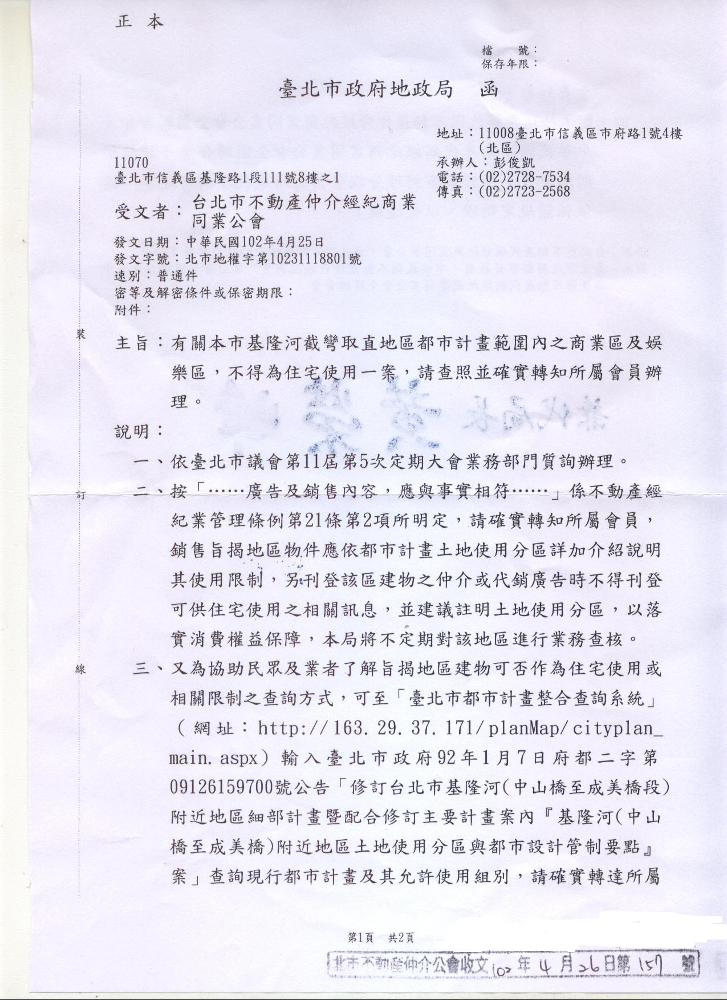 正本
檔　　號：
保存年限：
臺北市政府地政局　函
地址：11008臺北市信義區市府路1號4樓
(北區)
承辦人：彭俊凱
電話：(02)2728-7534
傳真：(02)2723-2568
11070
臺北市信義區基隆路1段111號8樓之1
受文者：台北市不動產仲介經紀商業
同業公會
發文日期：中華民國102年4月25日
發文字號：北市地權字第10231118801號
速別：普通件
密等及解密條件或保密期限：
附件：
主旨：有關本市基隆河截彎取直地區都市計畫範圍內之商業區及娛
樂區，不得為住宅使用一案，請查照並確實轉知所屬會員辦
理。
說明：
一、依臺北市議會第11屆第5次定期大會業務部門質詢辦理。
二、按「……廣告及銷售內容，應與事實相符……」係不動產經
紀業管理條例第21條第2項所明定，請確實轉知所屬會員，
銷售旨揭地區物件應依都市計畫土地使用分區詳加介紹說明
其使用限制，另刊登該區建物之仲介或代銷廣告時不得刊登
可供住宅使用之相關訊息，並建議註明土地使用分區，以落
實消費權益保障，本局將不定期對該地區進行業務查核。
三、又為協助民眾及業者了解旨揭地區建物可否作為住宅使用或
相關限制之查詢方式，可至「臺北市都市計畫整合查詢系統」
（網址：http://163.29.37.171/planMap/cityplan_
main.aspx）輸入臺北市政府92年1月7日府都二字第
09126159700號公告「修訂台北市基隆河(中山橋至成美橋段)
附近地區細部計畫暨配合修訂主要計畫案內『基隆河(中山
橋至成美橋)附近地區土地使用分區與都市設計管制要點』
案」查詢現行都市計畫及其允許使用組別，請確實轉達所屬
裝
訂
線
第1頁　共2頁
北市不動產仲介公會收文102年4月26日第157號